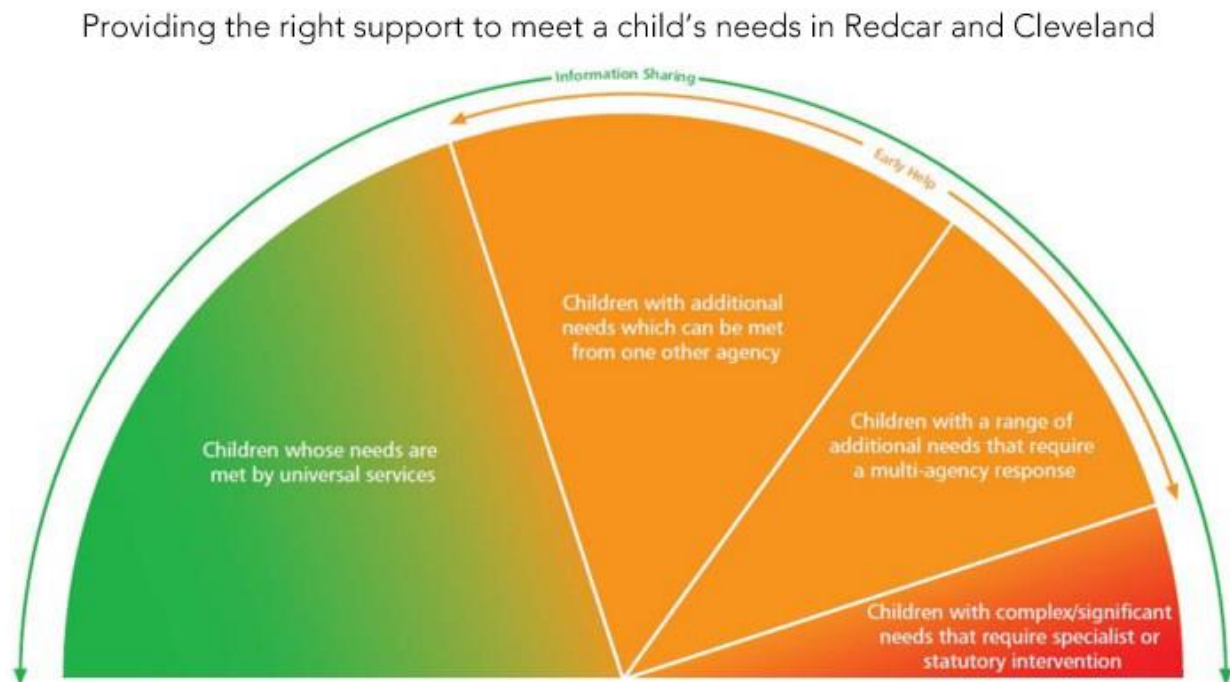 Providing the right support to meet a child's needs in Redcar and Cleveland
Information Sharing
Early Help
Children with additional
needs which can be met
from one other agency
Children whose needs are
met by universal services
Children with a range of
additional needs that require
a multi-agency response
Children with complex/significant
needs that require specialist or
statutory intervention